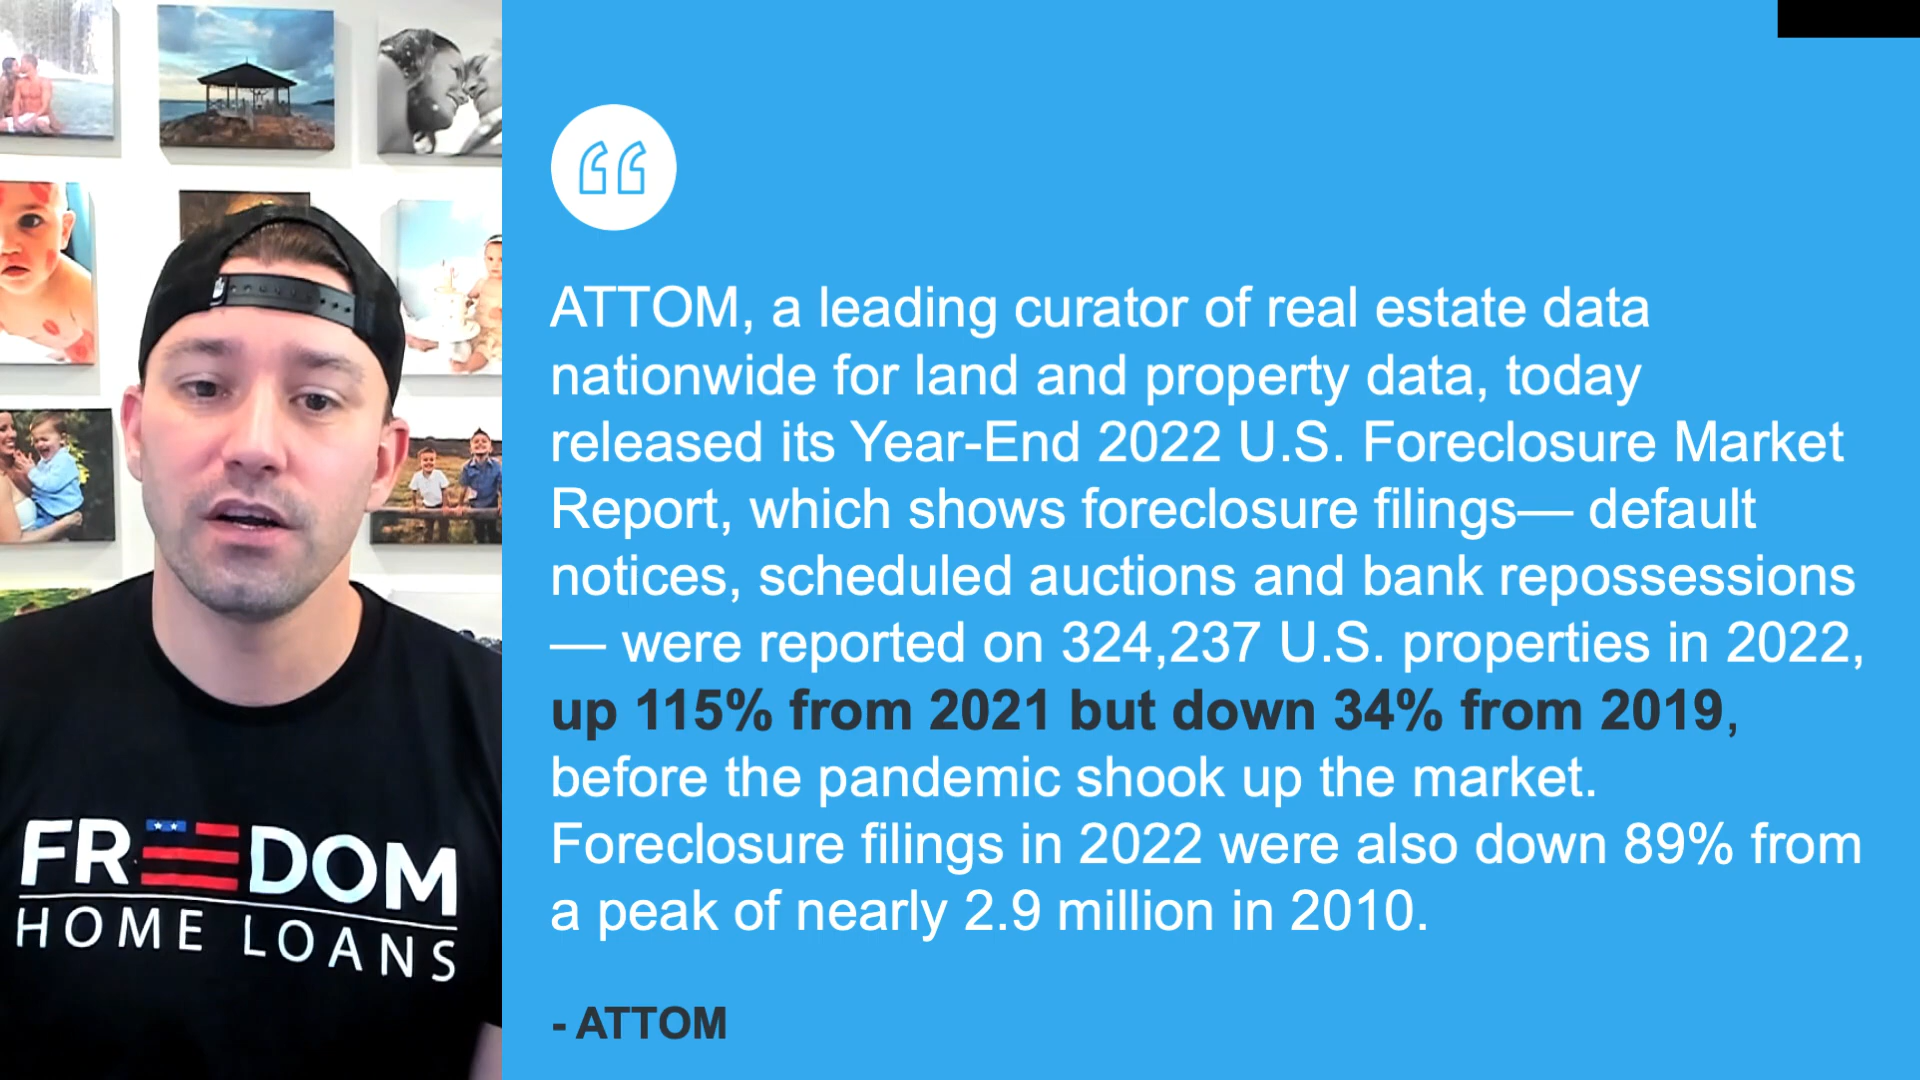 FREEDOM
HOME LOANS
“
ATTOM, a leading curator of real estate data
nationwide for land and property data, today
released its Year-End 2022 U.S. Foreclosure Market
Report, which shows foreclosure filings— default
notices, scheduled auctions and bank repossessions
— were reported on 324,237 U.S. properties in 2022,
up 115% from 2021 but down 34% from 2019,
before the pandemic shook up the market.
Foreclosure filings in 2022 were also down 89% from
a peak of nearly 2.9 million in 2010.
- ATTOM